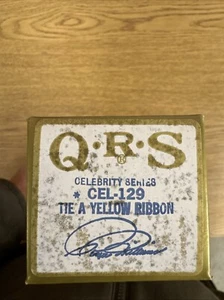 Q·R·S
®
CELEBRITY SERIES
* CEL-129
TIE A YELLOW RIBBON